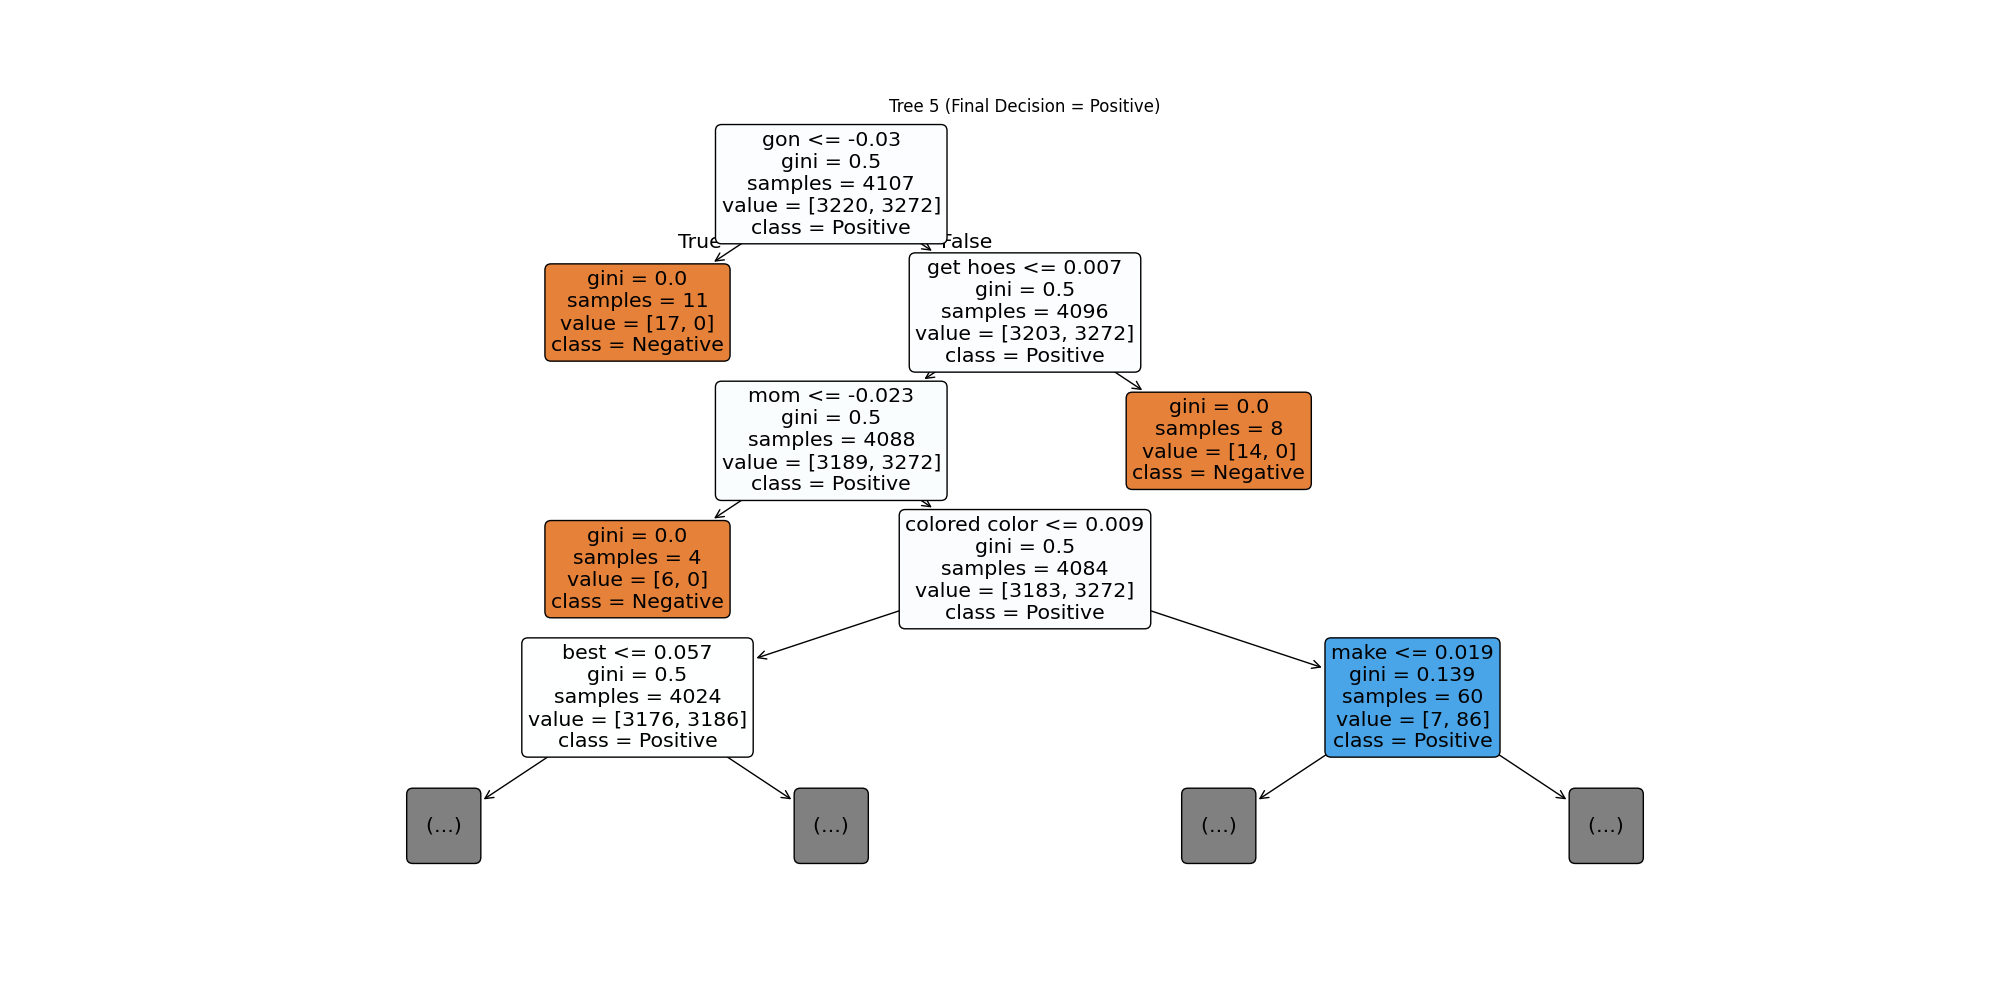 Tree 5 (Final Decision = Positive)
gon <= -0.03
gini = 0.5
samples = 4107
value = [3220, 3272]
class = Positive
True
False
gini = 0.0
samples = 11
value = [17, 0]
class = Negative
get hoes <= 0.007
gini = 0.5
samples = 4096
value = [3203, 3272]
class = Positive
mom <= -0.023
gini = 0.5
samples = 4088
value = [3189, 3272]
class = Positive
gini = 0.0
samples = 8
value = [14, 0]
class = Negative
gini = 0.0
samples = 4
value = [6, 0]
class = Negative
colored color <= 0.009
gini = 0.5
samples = 4084
value = [3183, 3272]
class = Positive
best <= 0.057
gini = 0.5
samples = 4024
value = [3176, 3186]
class = Positive
make <= 0.019
gini = 0.139
samples = 60
value = [7, 86]
class = Positive
(...)
(...)
(...)
(...)